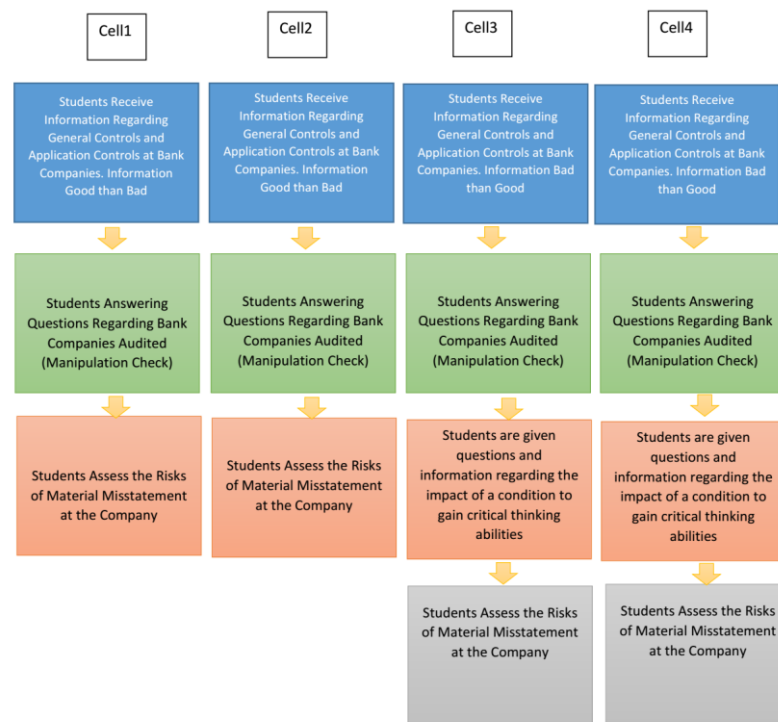 Cell1
Cell2
Cell3
Cell4
Students Receive
Information Regarding
General Controls and
Application Controls at Bank
Companies. Information
Good than Bad
Students Receive
Information Regarding
General Controls and
Application Controls at Bank
Companies. Information
Good than Bad
Students Receive
Information Regarding
General Controls and
Application Controls at Bank
Companies. Information Bad
than Good
Students Receive
Information Regarding
General Controls and
Application Controls at Bank
Companies. Information Bad
than Good
Students Answering
Questions Regarding Bank
Companies Audited
(Manipulation Check)
Students Answering
Questions Regarding Bank
Companies Audited
(Manipulation Check)
Students Answering
Questions Regarding Bank
Companies Audited
(Manipulation Check)
Students Answering
Questions Regarding Bank
Companies Audited
(Manipulation Check)
Students Assess the Risks
of Material Misstatement
at the Company
Students Assess the Risks
of Material Misstatement
at the Company
Students are given
questions and
information regarding the
impact of a condition to
gain critical thinking
abilities
Students are given
questions and
information regarding the
impact of a condition to
gain critical thinking
abilities
Students Assess the Risks
of Material Misstatement
at the Company
Students Assess the Risks
of Material Misstatement
at the Company